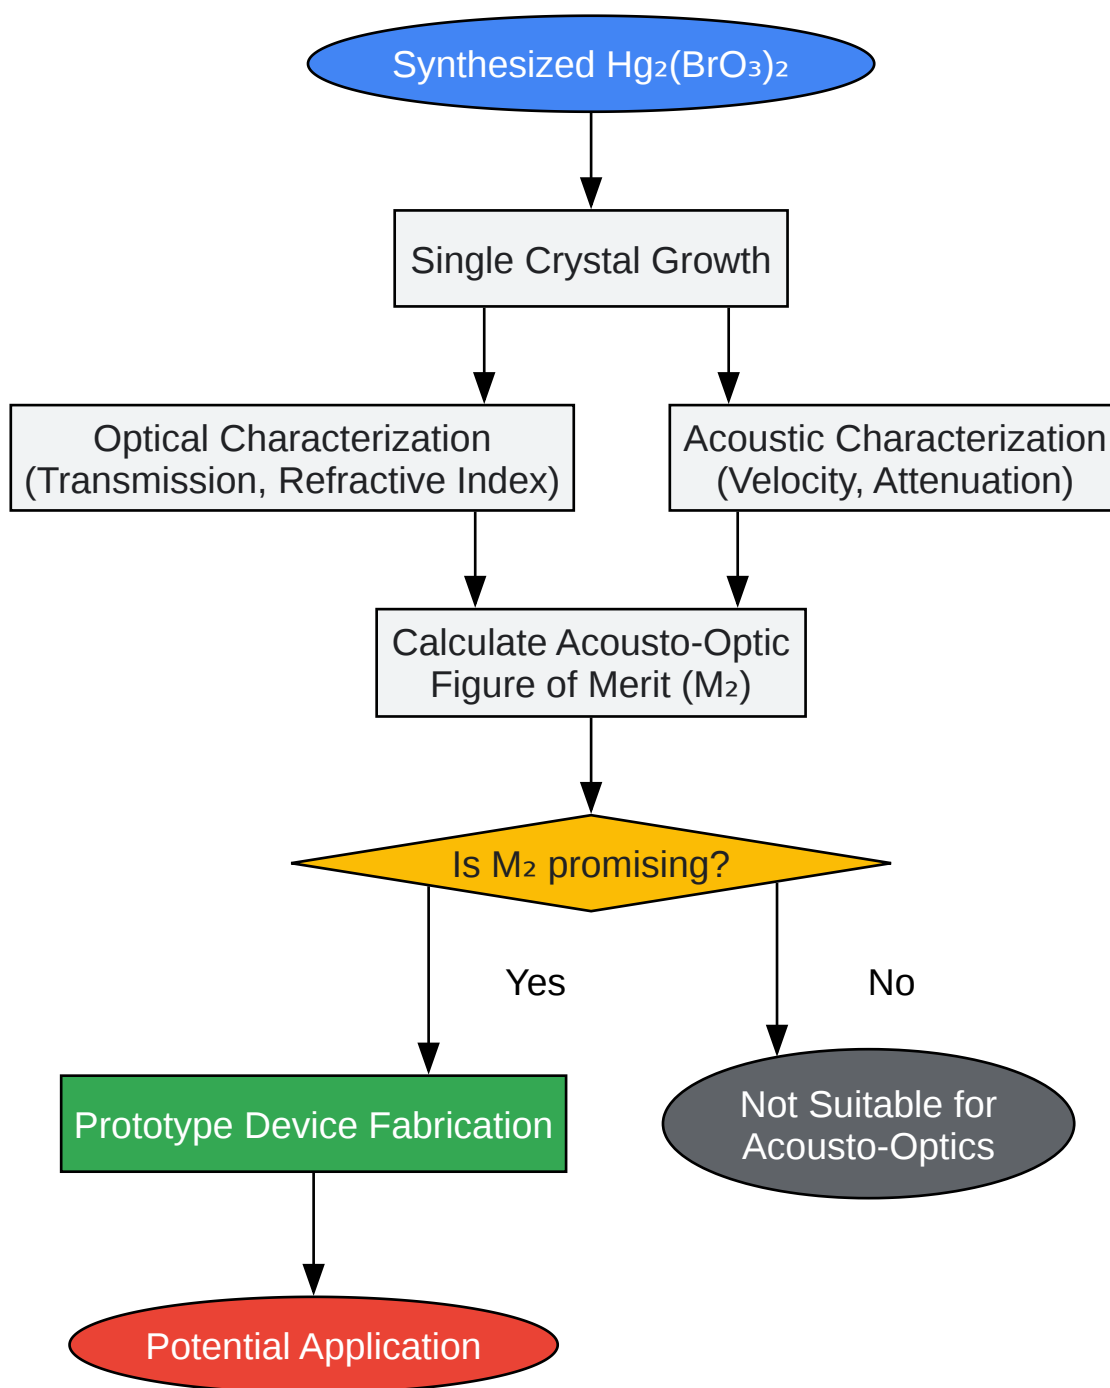 Synthesized Hg₂(BrO₃)₂
Single Crystal Growth
Optical Characterization
(Transmission, Refractive Index)
Acoustic Characterization
(Velocity, Attenuation)
Calculate Acousto-Optic
Figure of Merit (M₂)
Is M₂ promising?
Yes
No
Prototype Device Fabrication
Not Suitable for
Acousto-Optics
Potential Application